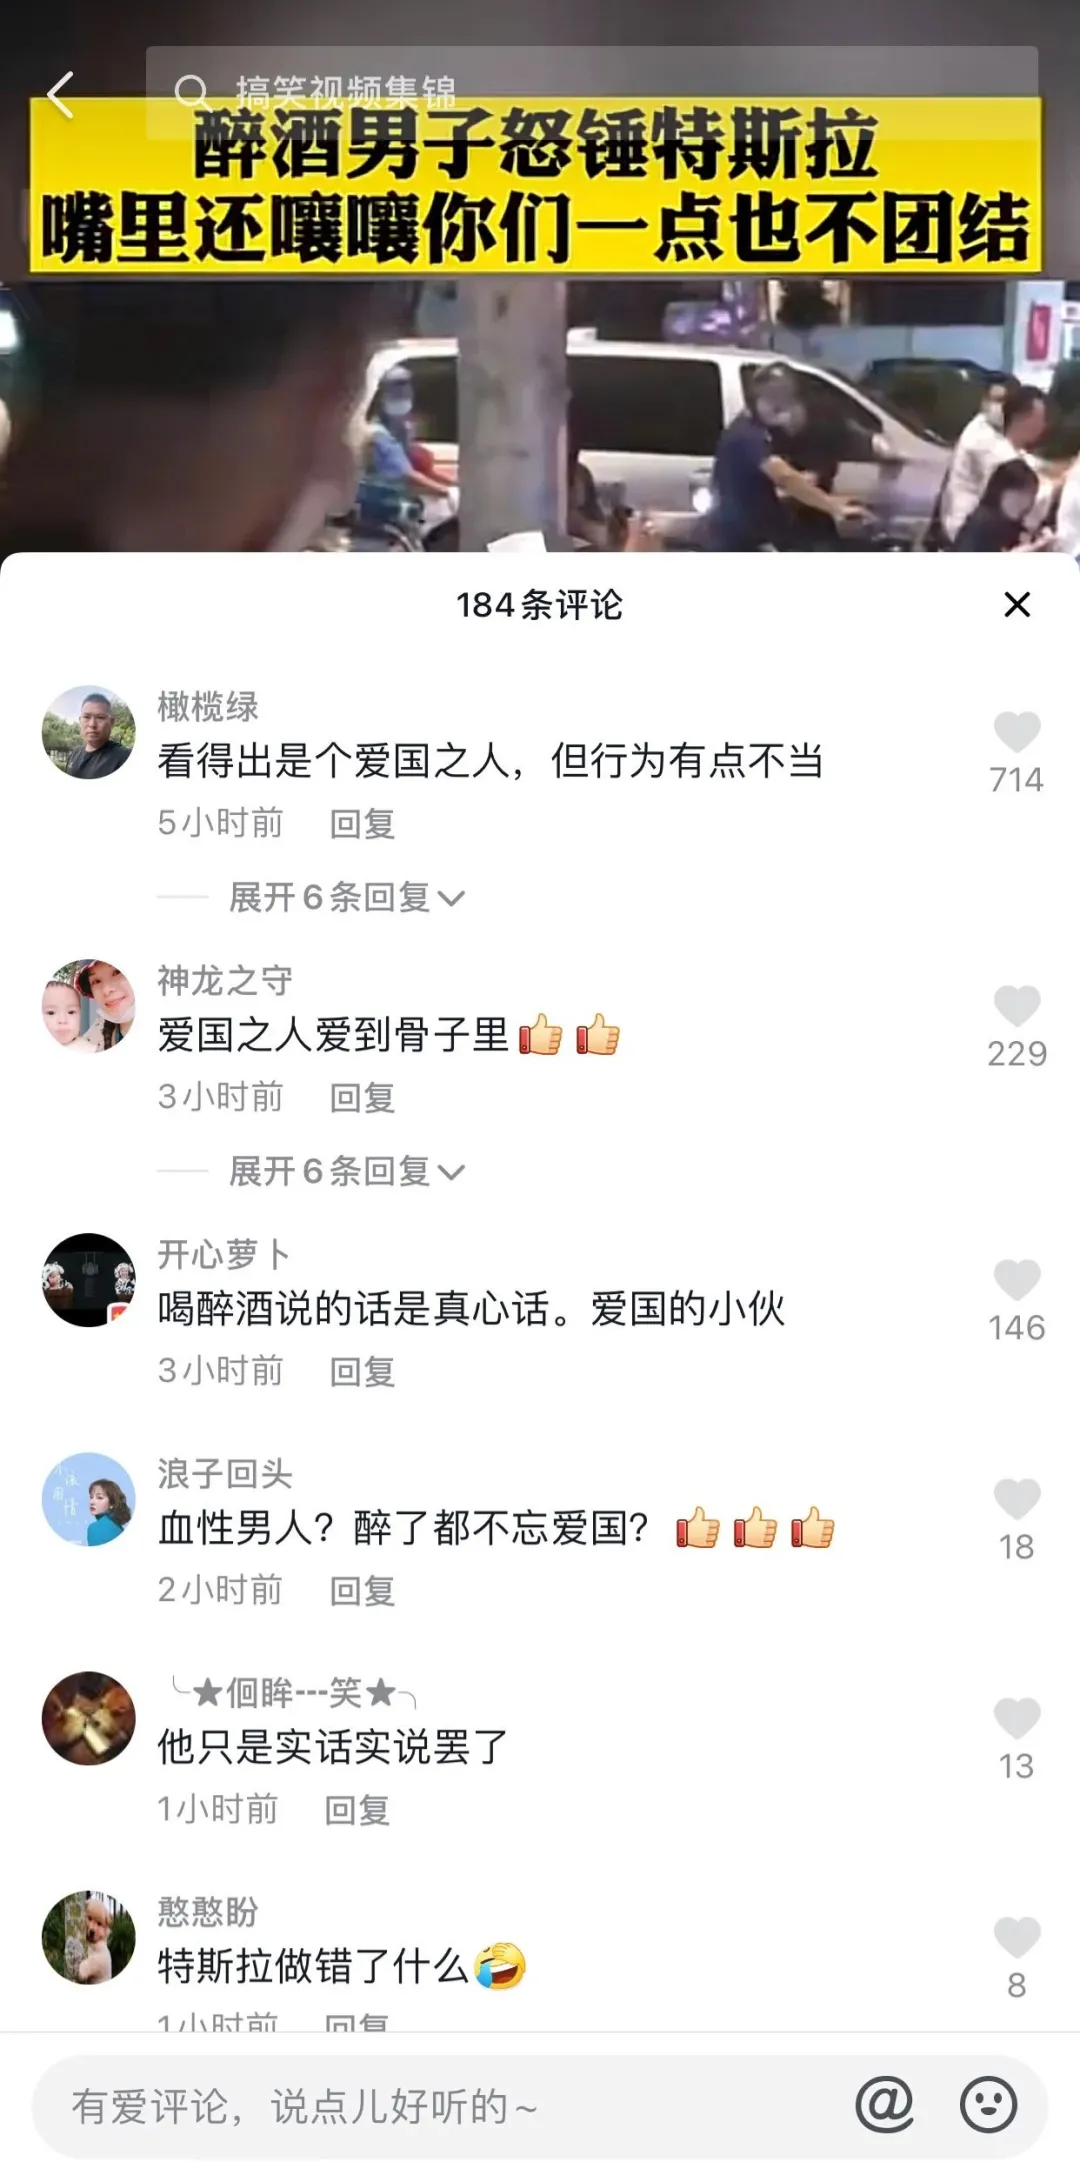 搞笑视频集锦
醉酒男子怒锤特斯拉
嘴里还嚷嚷你们一点也不团结
184条评论
橄榄绿
看得出是个爱国之人，但行为有点不当
714
5小时前 回复
展开6条回复
神龙之守
爱国之人爱到骨子里👍👍
229
3小时前 回复
展开6条回复
开心萝卜
喝醉酒说的话是真心话。爱国的小伙
146
3小时前 回复
浪子回头
血性男人？醉了都不忘爱国？👍👍👍
18
2小时前 回复
╰★佪眸---笑★╮
他只是实话实说罢了
13
1小时前 回复
憨憨盼
特斯拉做错了什么🤣
8
1小时前 回复
有爱评论，说点儿好听的~